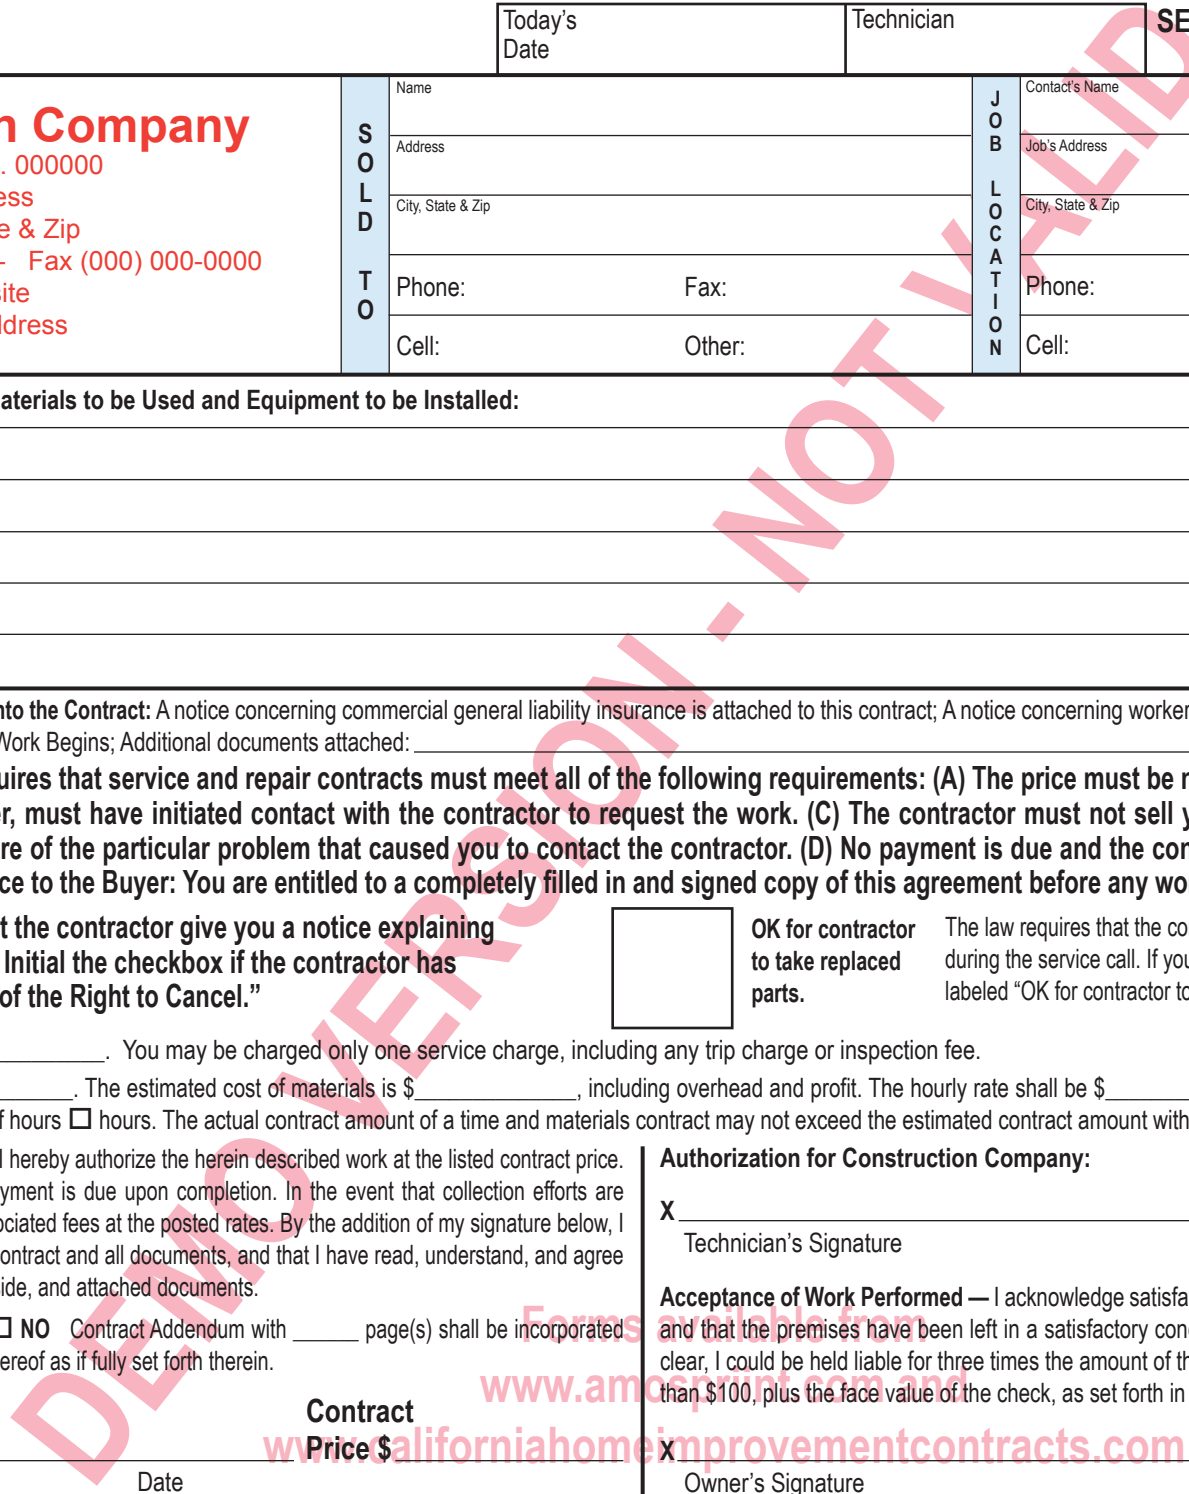 Today's
Date
Technician
SE
n Company
. 000000
ess
e & Zip
- Fax (000) 000-0000
site
ddress
SOLD TO
Name
Address
City, State & Zip
Phone: Fax:
Cell: Other:
JOB LOCATION
Contact's Name
Job's Address
City, State & Zip
Phone:
Cell:
aterials to be Used and Equipment to be Installed:
nto the Contract: A notice concerning commercial general liability insurance is attached to this contract; A notice concerning worker
Work Begins; Additional documents attached:
uires that service and repair contracts must meet all of the following requirements: (A) The price must be
er, must have initiated contact with the contractor to request the work. (C) The contractor must not sell
re of the particular problem that caused you to contact the contractor. (D) No payment is due and the con
ce to the Buyer: You are entitled to a completely filled in and signed copy of this agreement before any wo
t the contractor give you a notice explaining
Initial the checkbox if the contractor has
of the Right to Cancel."
OK for contractor
to take replaced
parts.
The law requires that the co
during the service call. If you
labeled "OK for contractor to
__________. You may be charged only one service charge, including any trip charge or inspection fee.
_______. The estimated cost of materials is $_______________, including overhead and profit. The hourly rate shall be $________
f hours ☐ hours. The actual contract amount of a time and materials contract may not exceed the estimated contract amount with
I hereby authorize the herein described work at the listed contract price.
yment is due upon completion. In the event that collection efforts are
ociated fees at the posted rates. By the addition of my signature below, I
ontract and all documents, and that I have read, understand, and agree
side, and attached documents.
☐ NO Contract Addendum with ______ page(s) shall be incorporated
ereof as if fully set forth therein.
Contract
Price $
Date
Authorization for Construction Company:
X
Technician's Signature
Acceptance of Work Performed — I acknowledge satisfa
and that the premises have been left in a satisfactory con
clear, I could be held liable for three times the amount of th
than $100, plus the face value of the check, as set forth in
X
Owner's Signature
DEMO VERSION - NOT VALID
Forms available from
www.amospriint.com and
www.californiahomeimprovementcontracts.com